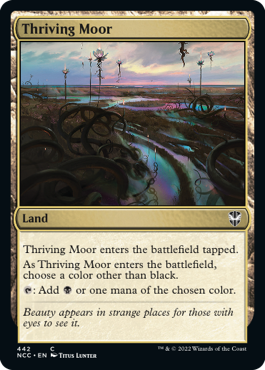 Thriving Moor
Land
Thriving Moor enters the battlefield tapped.
As Thriving Moor enters the battlefield,
choose a color other than black.
: Add or one mana of the chosen color.
Beauty appears in strange places for those with
eyes to see it.
442 C
NCC • EN TITUS LUNTER
™ & © 2022 Wizards of the Coast